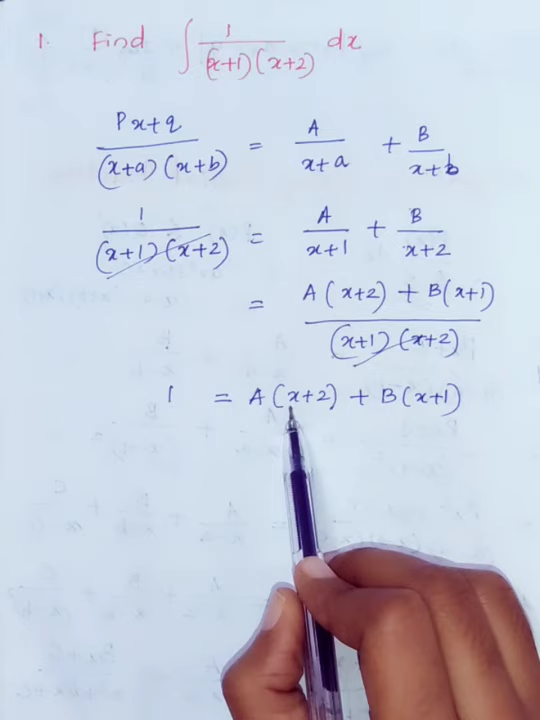 1. Find ∫ 1/((x+1)(x+2)) dx
(Px+q)/((x+a)(x+b)) = A/(x+a) + B/(x+b)
1/((x+1)(x+2)) = A/(x+1) + B/(x+2)
= (A(x+2) + B(x+1))/((x+1)(x+2))
1 = A(x+2) + B(x+1)